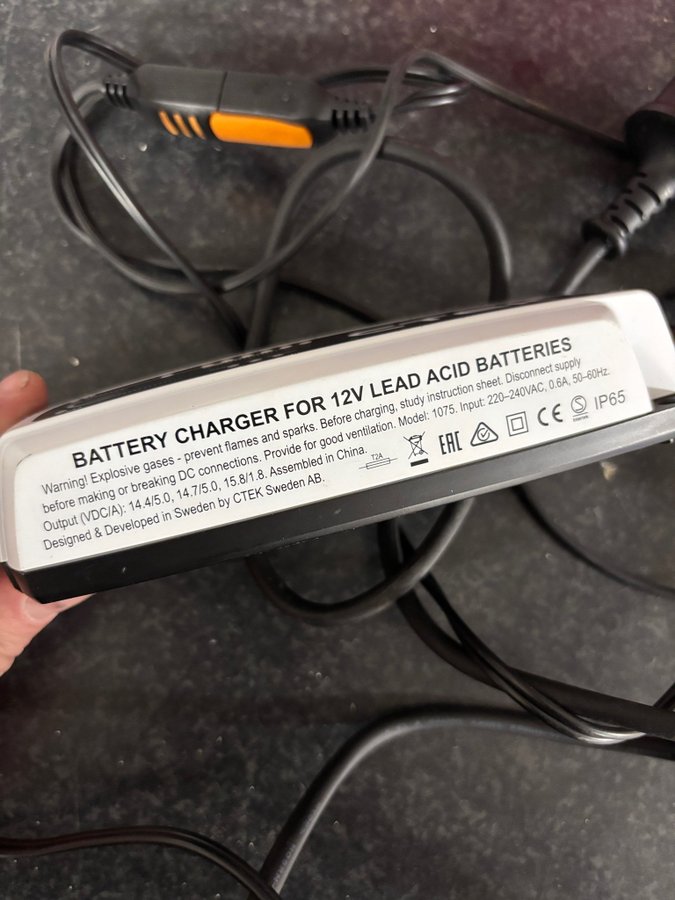 BATTERY CHARGER FOR 12V LEAD ACID BATTERIES
Warning! Explosive gases - prevent flames and sparks. Before charging, study instruction sheet. Disconnect supply
before making or breaking DC connections. Provide for good ventilation. Model: 1075. Input: 220–240VAC, 0.6A, 50–60Hz.
Output (VDC/A): 14.4/5.0, 14.7/5.0, 15.8/1.8. Assembled in China.
Designed & Developed in Sweden by CTEK Sweden AB.
T2A
EAC CE S IP65